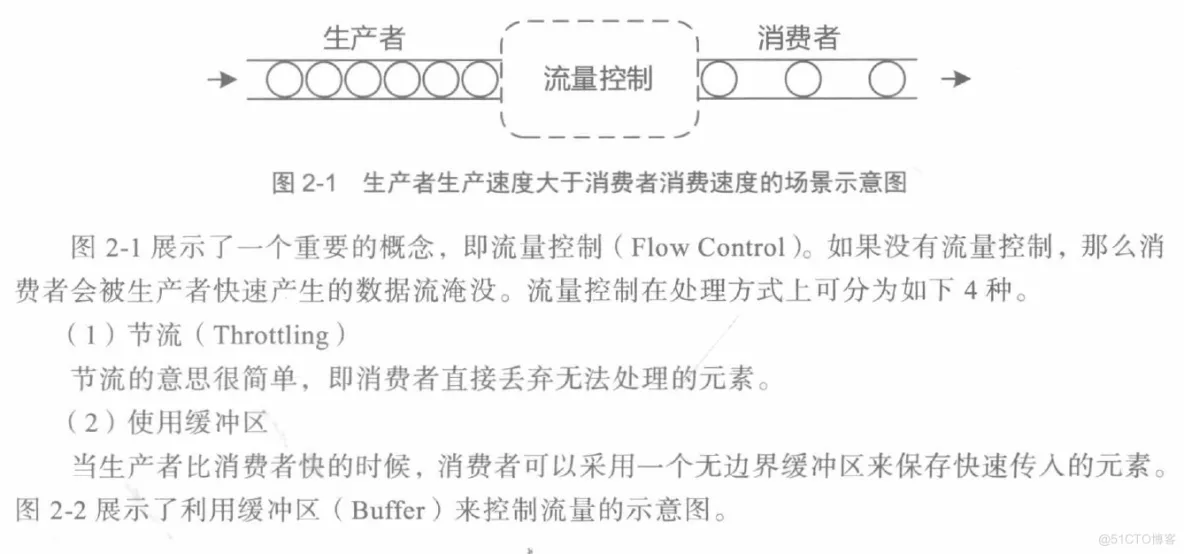 生产者
消费者
流量控制
图 2-1 生产者生产速度大于消费者消费速度的场景示意图
图 2-1 展示了一个重要的概念，即流量控制（Flow Control）。如果没有流量控制，那么消
费者会被生产者快速产生的数据流淹没。流量控制在处理方式上可分为如下 4 种。
（1）节流（Throttling）
节流的意思很简单，即消费者直接丢弃无法处理的元素。
（2）使用缓冲区
当生产者比消费者快的时候，消费者可以采用一个无边界缓冲区来保存快速传入的元素。
图 2-2 展示了利用缓冲区（Buffer）来控制流量的示意图。
@51CTO博客